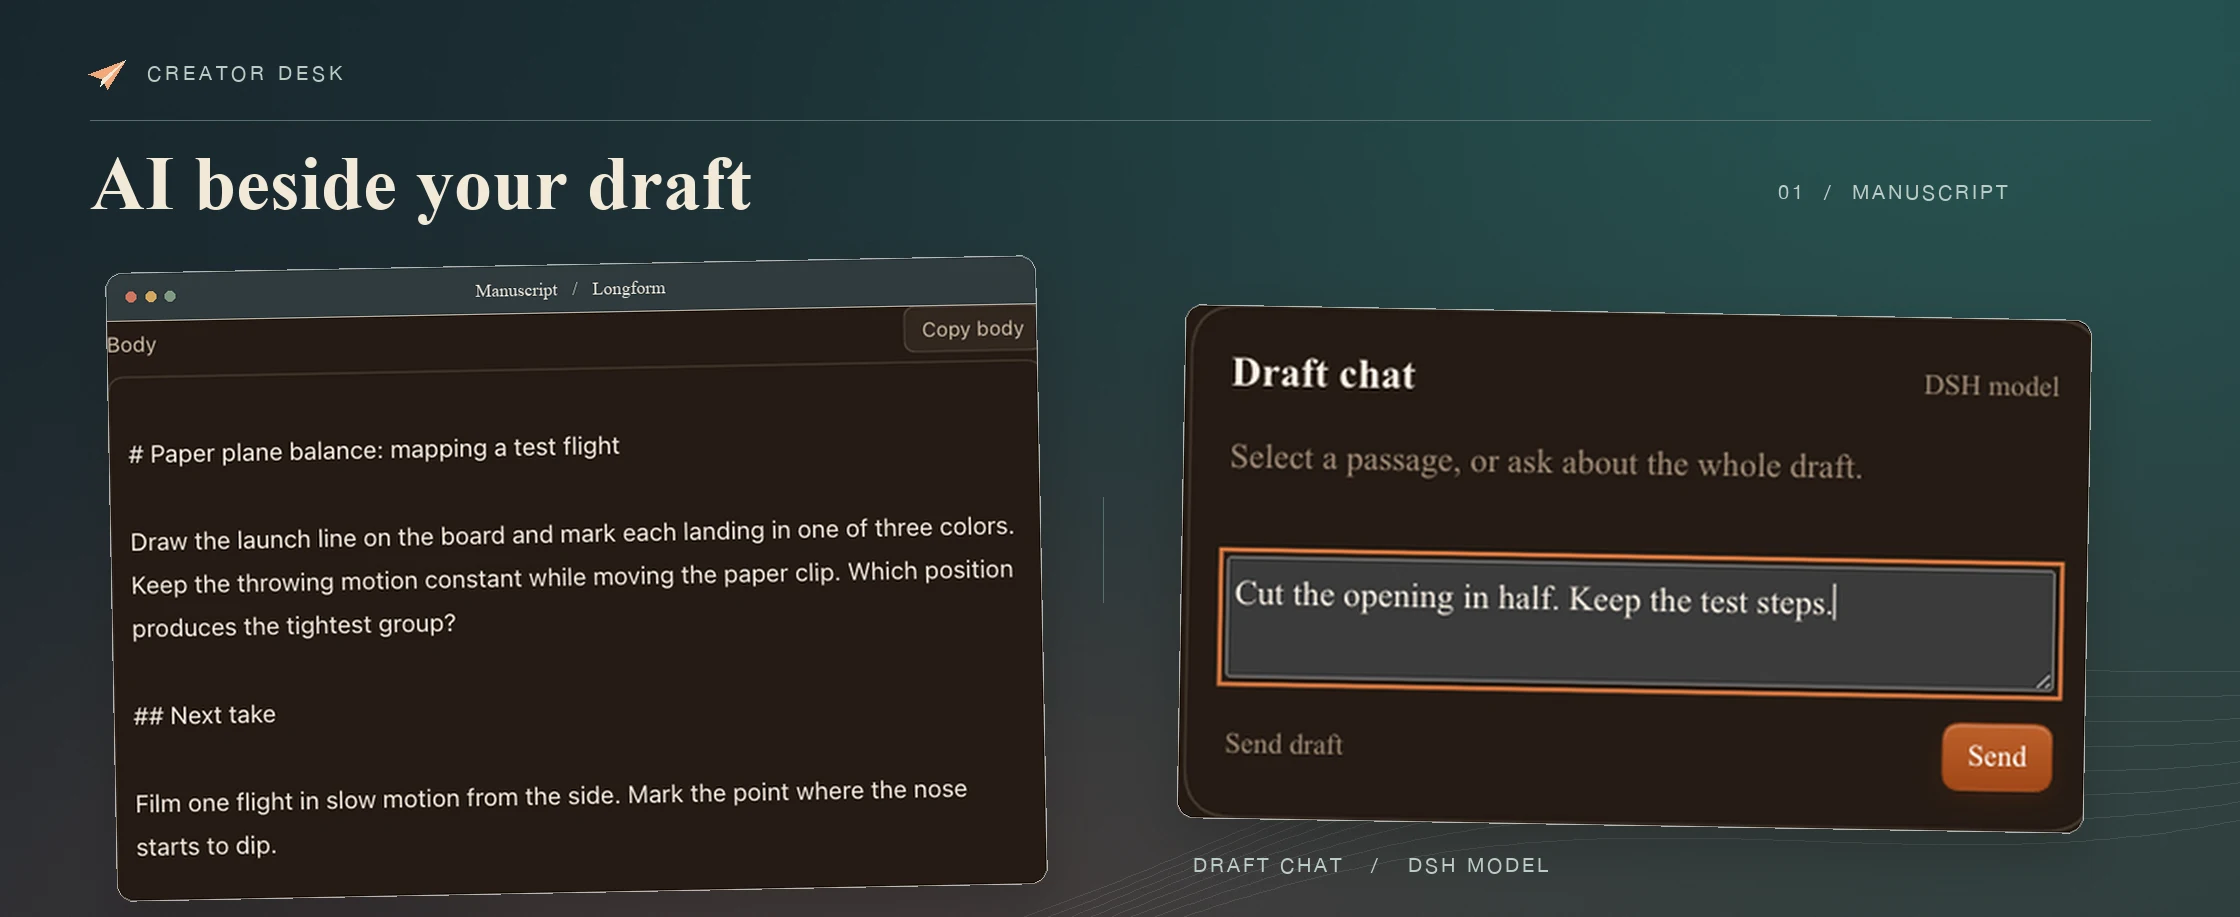 CREATOR DESK
AI beside your draft
01 / MANUSCRIPT
Manuscript / Longform
Body
Copy body
# Paper plane balance: mapping a test flight
Draw the launch line on the board and mark each landing in one of three colors.
Keep the throwing motion constant while moving the paper clip. Which position
produces the tightest group?
## Next take
Film one flight in slow motion from the side. Mark the point where the nose
starts to dip.
Draft chat
DSH model
Select a passage, or ask about the whole draft.
Cut the opening in half. Keep the test steps.
Send draft
Send
DRAFT CHAT / DSH MODEL